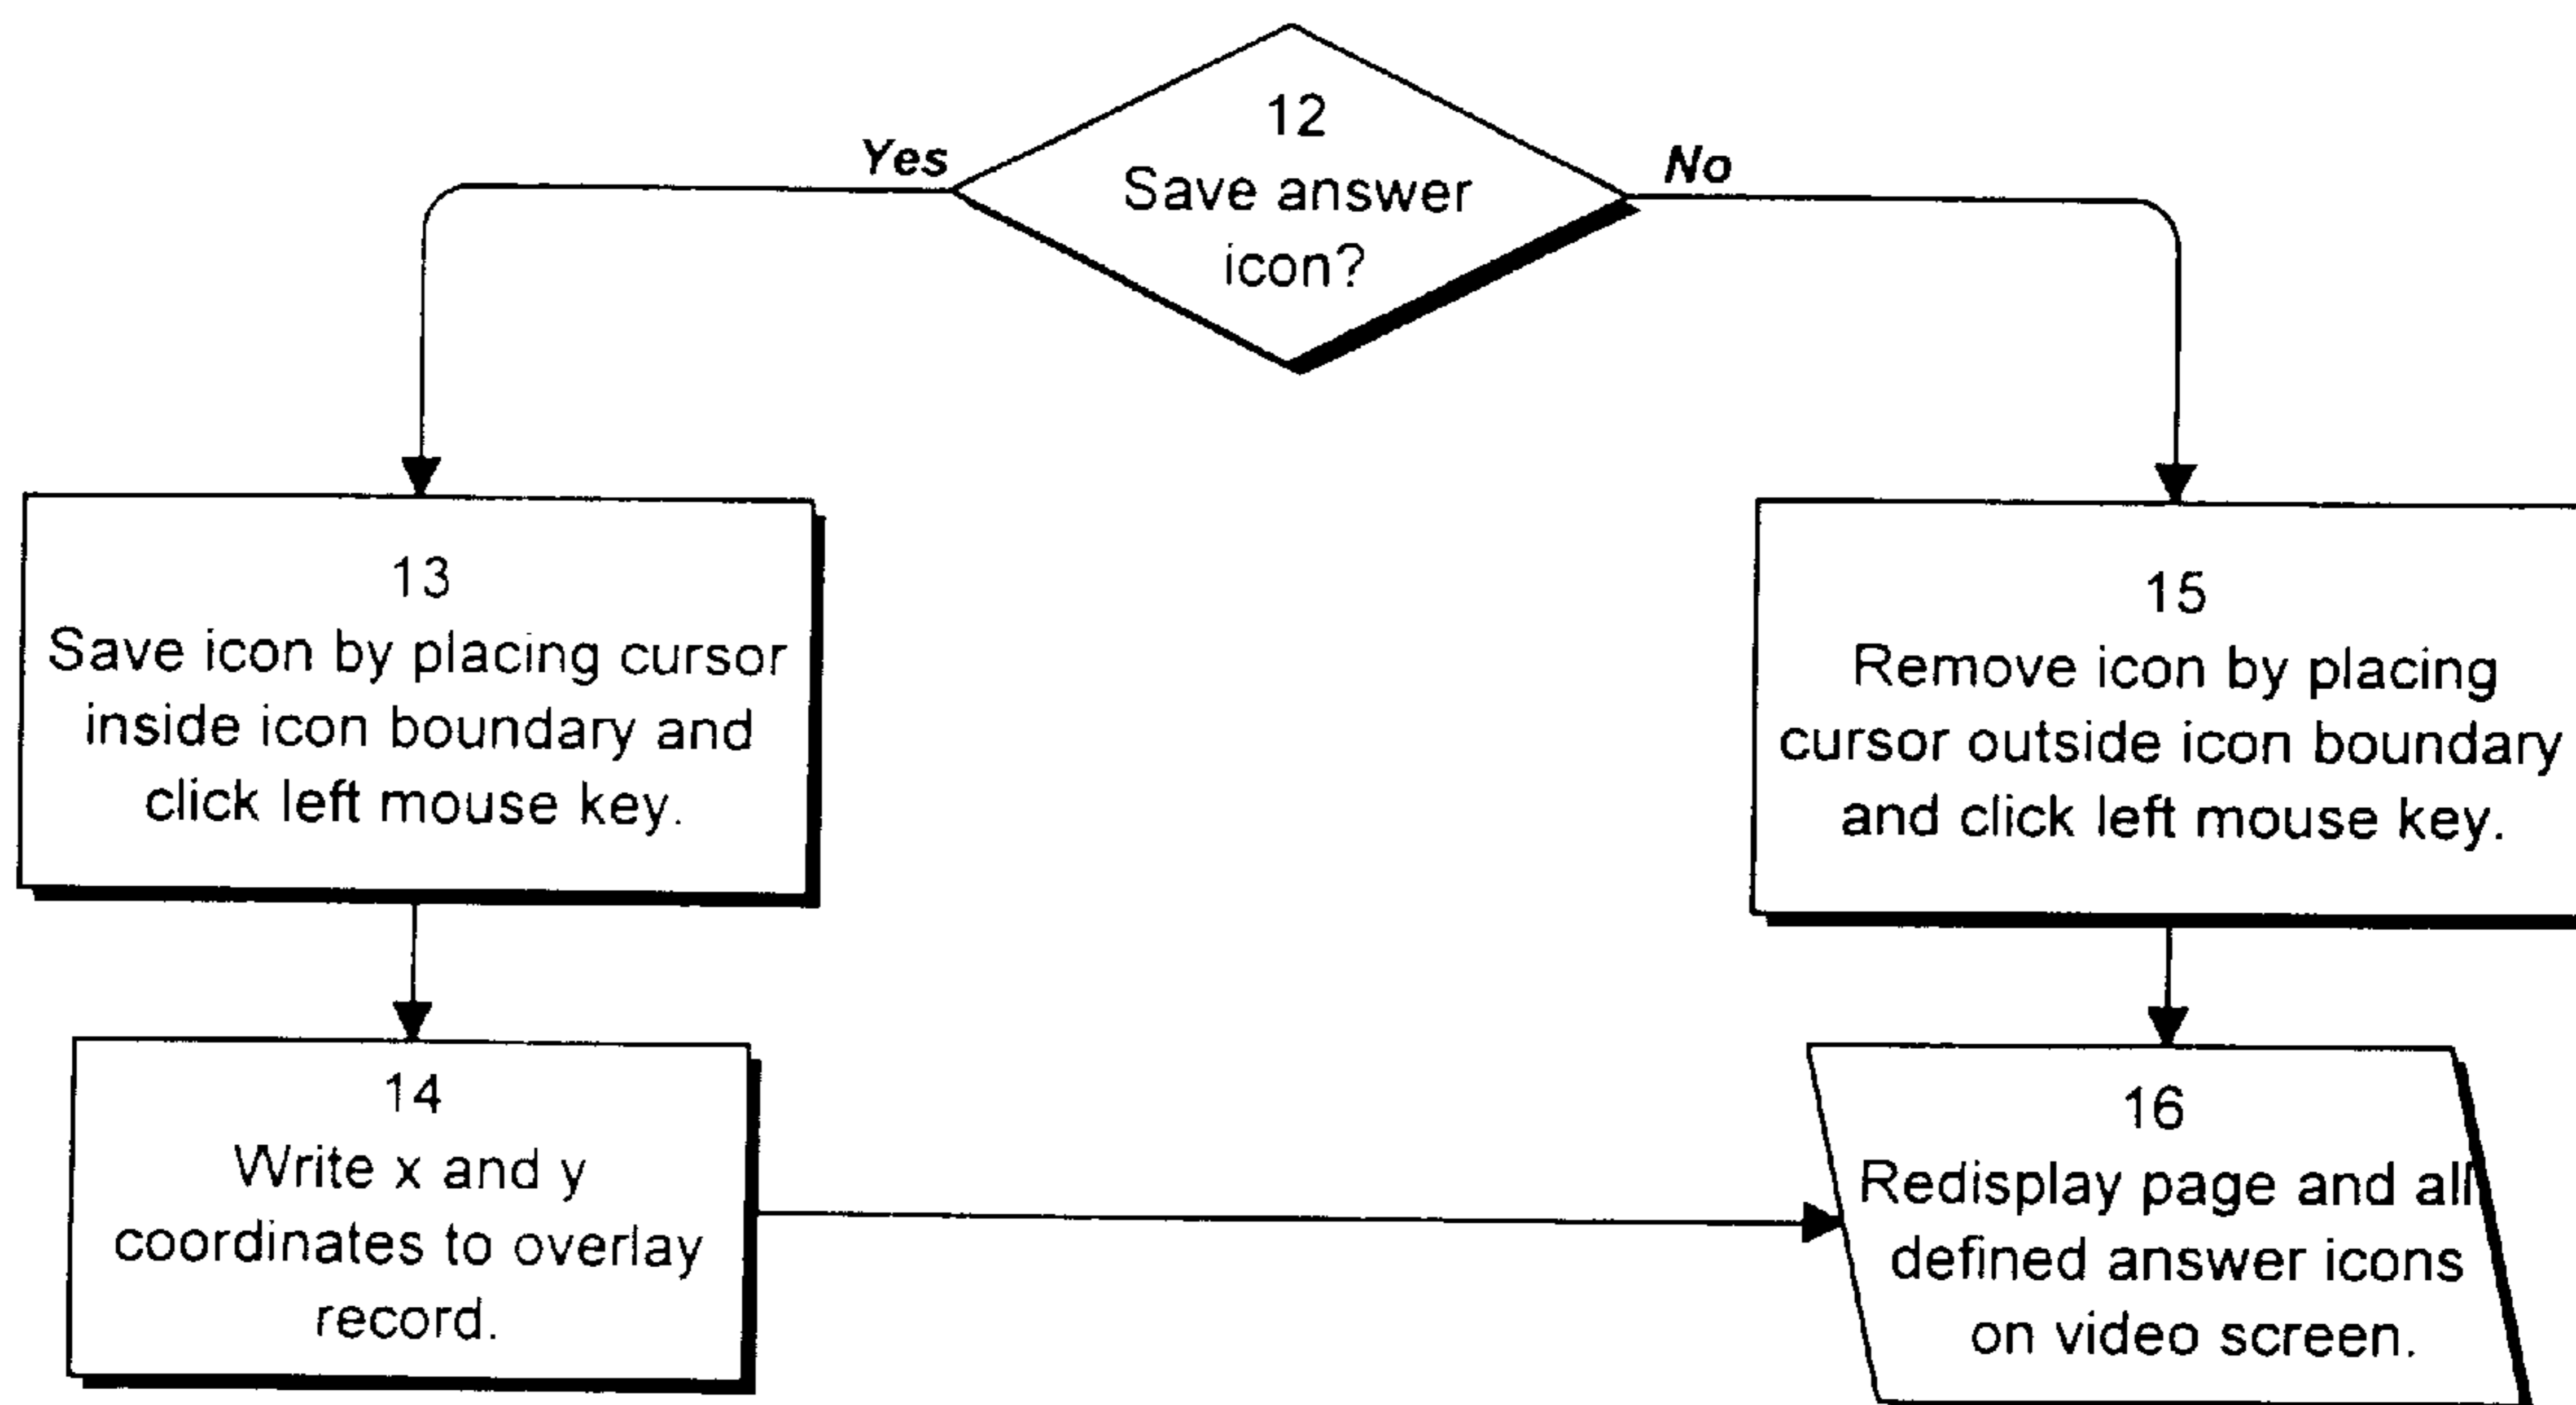 12
Save answer
icon?
Yes
No
13
Save icon by placing cursor
inside icon boundary and
click left mouse key.
15
Remove icon by placing
cursor outside icon boundary
and click left mouse key.
14
Write x and y
coordinates to overlay
record.
16
Redisplay page and all
defined answer icons
on video screen.